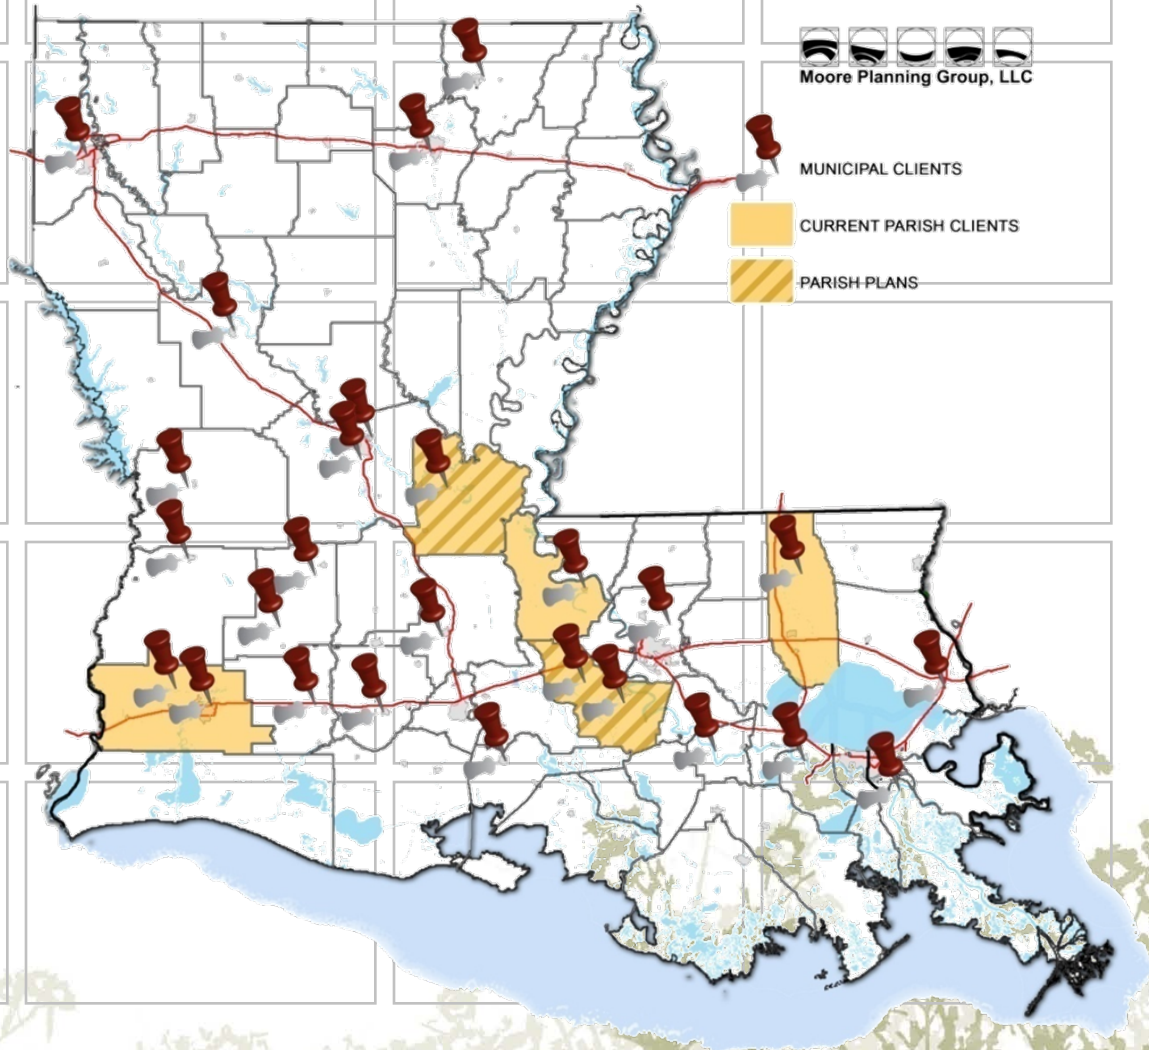 Moore Planning Group, LLC
MUNICIPAL CLIENTS
CURRENT PARISH CLIENTS
PARISH PLANS